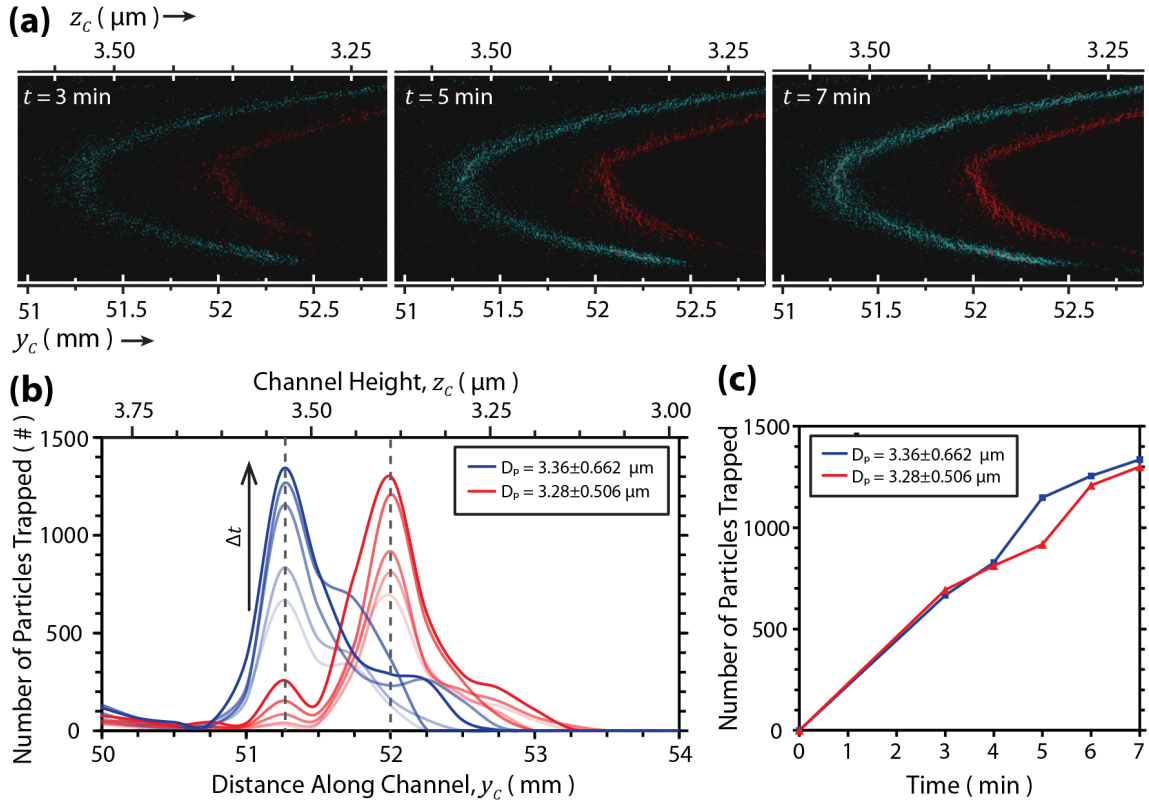 (a)
z_c ( µm )
3.50 3.25 3.50 3.25 3.50 3.25
t = 3 min t = 5 min t = 7 min
51 51.5 52 52.5 51 51.5 52 52.5 51 51.5 52 52.5
y_c ( mm )
(b)
Channel Height, z_c ( µm )
3.75 3.50 3.25 3.00
Number of Particles Trapped ( # )
1500
1000
500
0
Δt
Dₚ = 3.36±0.662 µm
Dₚ = 3.28±0.506 µm
50 51 52 53 54
Distance Along Channel, y_c ( mm )
(c)
Number of Particles Trapped
1500
1000
500
0
Dₚ = 3.36±0.662 µm
Dₚ = 3.28±0.506 µm
0 1 2 3 4 5 6 7
Time ( min )